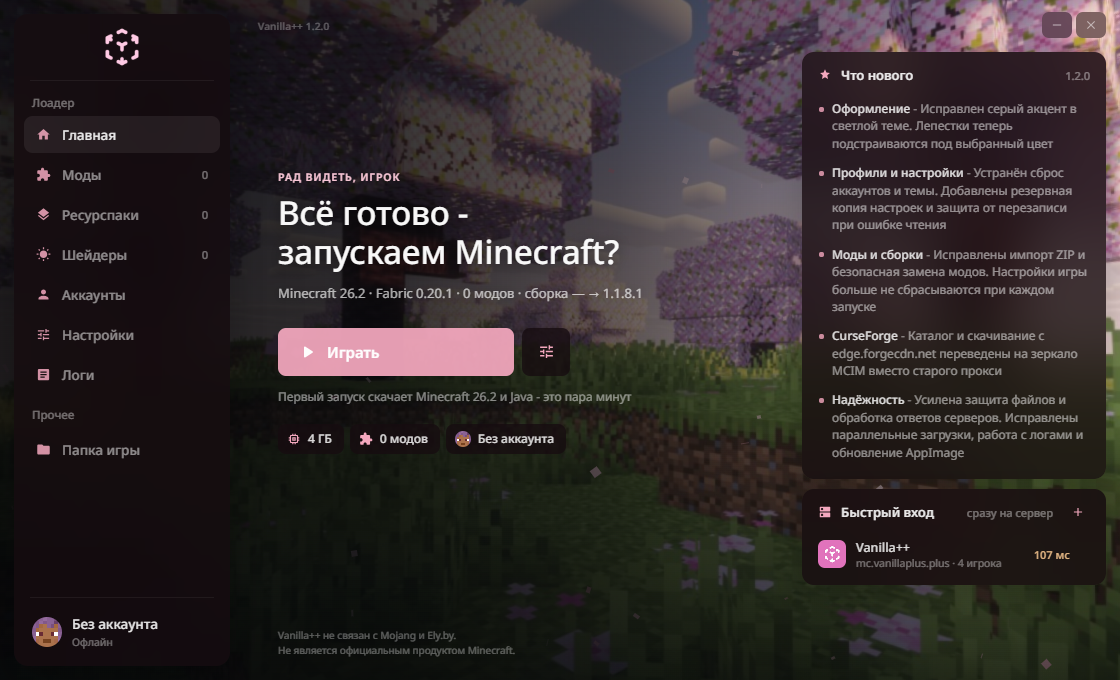 Vanilla++ 1.2.0
Лоадер
Главная
Моды 0
Ресурспаки 0
Шейдеры 0
Аккаунты
Настройки
Логи
Прочее
Папка игры
Без аккаунта
Офлайн
РАД ВИДЕТЬ, ИГРОК
Всё готово -
запускаем Minecraft?
Minecraft 26.2 · Fabric 0.20.1 · 0 модов · сборка — → 1.1.8.1
Играть
Первый запуск скачает Minecraft 26.2 и Java - это пара минут
4 ГБ
0 модов
Без аккаунта
Vanilla++ не связан с Mojang и Ely.by.
Не является официальным продуктом Minecraft.
Что нового 1.2.0
Оформление - Исправлен серый акцент в
светлой теме. Лепестки теперь
подстраиваются под выбранный цвет
Профили и настройки - Устранён сброс
аккаунтов и темы. Добавлены резервная
копия настроек и защита от перезаписи
при ошибке чтения
Моды и сборки - Исправлены импорт ZIP и
безопасная замена модов. Настройки игры
больше не сбрасываются при каждом
запуске
CurseForge - Каталог и скачивание с
edge.forgecdn.net переведены на зеркало
MCIM вместо старого прокси
Надёжность - Усилена защита файлов и
обработка ответов серверов. Исправлены
параллельные загрузки, работа с логами и
обновление AppImage
Быстрый вход сразу на сервер +
Vanilla++
mc.vanillaplus.plus · 4 игрока
107 мс